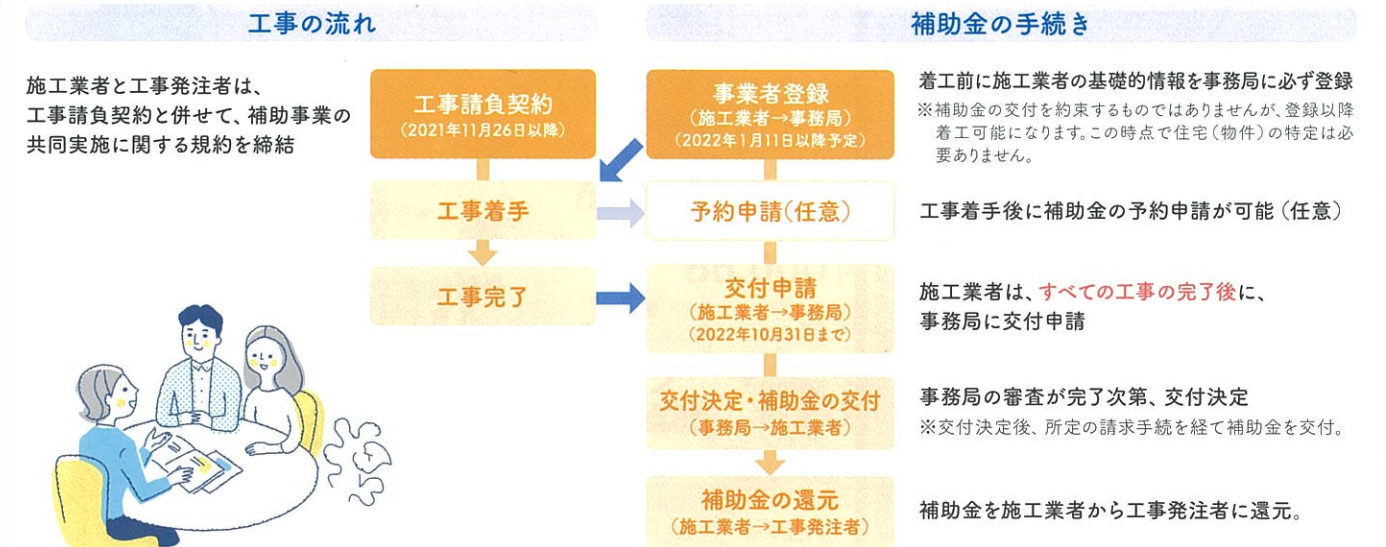 工事の流れ
補助金の手続き
施工業者と工事発注者は、
工事請負契約と併せて、補助事業の
共同実施に関する規約を締結
工事請負契約
(2021年11月26日以降)
事業者登録
(施工業者→事務局)
(2022年1月11日以降予定)
着工前に施工業者の基礎的情報を事務局に必ず登録
※補助金の交付を約束するものではありませんが、登録以降
着工可能になります。この時点で住宅(物件)の特定は必
要ありません。
工事着手
予約申請(任意)
工事着手後に補助金の予約申請が可能(任意)
工事完了
交付申請
(施工業者→事務局)
(2022年10月31日まで)
施工業者は、すべての工事の完了後に、
事務局に交付申請
交付決定・補助金の交付
(事務局→施工業者)
事務局の審査が完了次第、交付決定
※交付決定後、所定の請求手続を経て補助金を交付。
補助金の還元
(施工業者→工事発注者)
補助金を施工業者から工事発注者に還元。